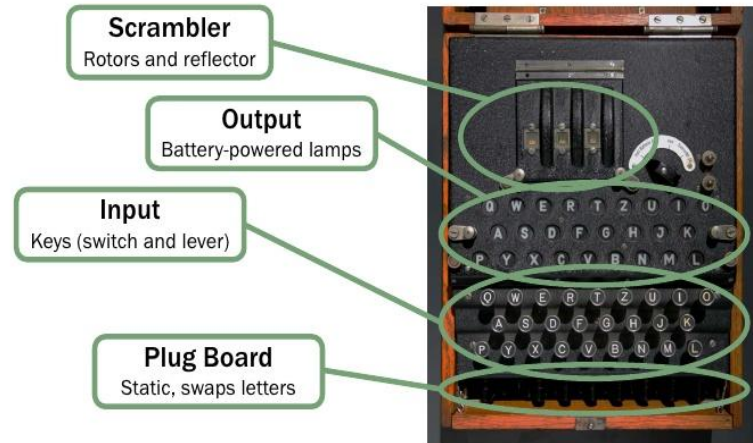 Scrambler
Rotors and reflector
Output
Battery-powered lamps
Input
Keys (switch and lever)
Plug Board
Static, swaps letters
Q W E R T Z U I O
A S D F G H J K
P Y X C V B N M L
Q W E R T Z U I O
A S D F G H J K
P Y X C V B N M L